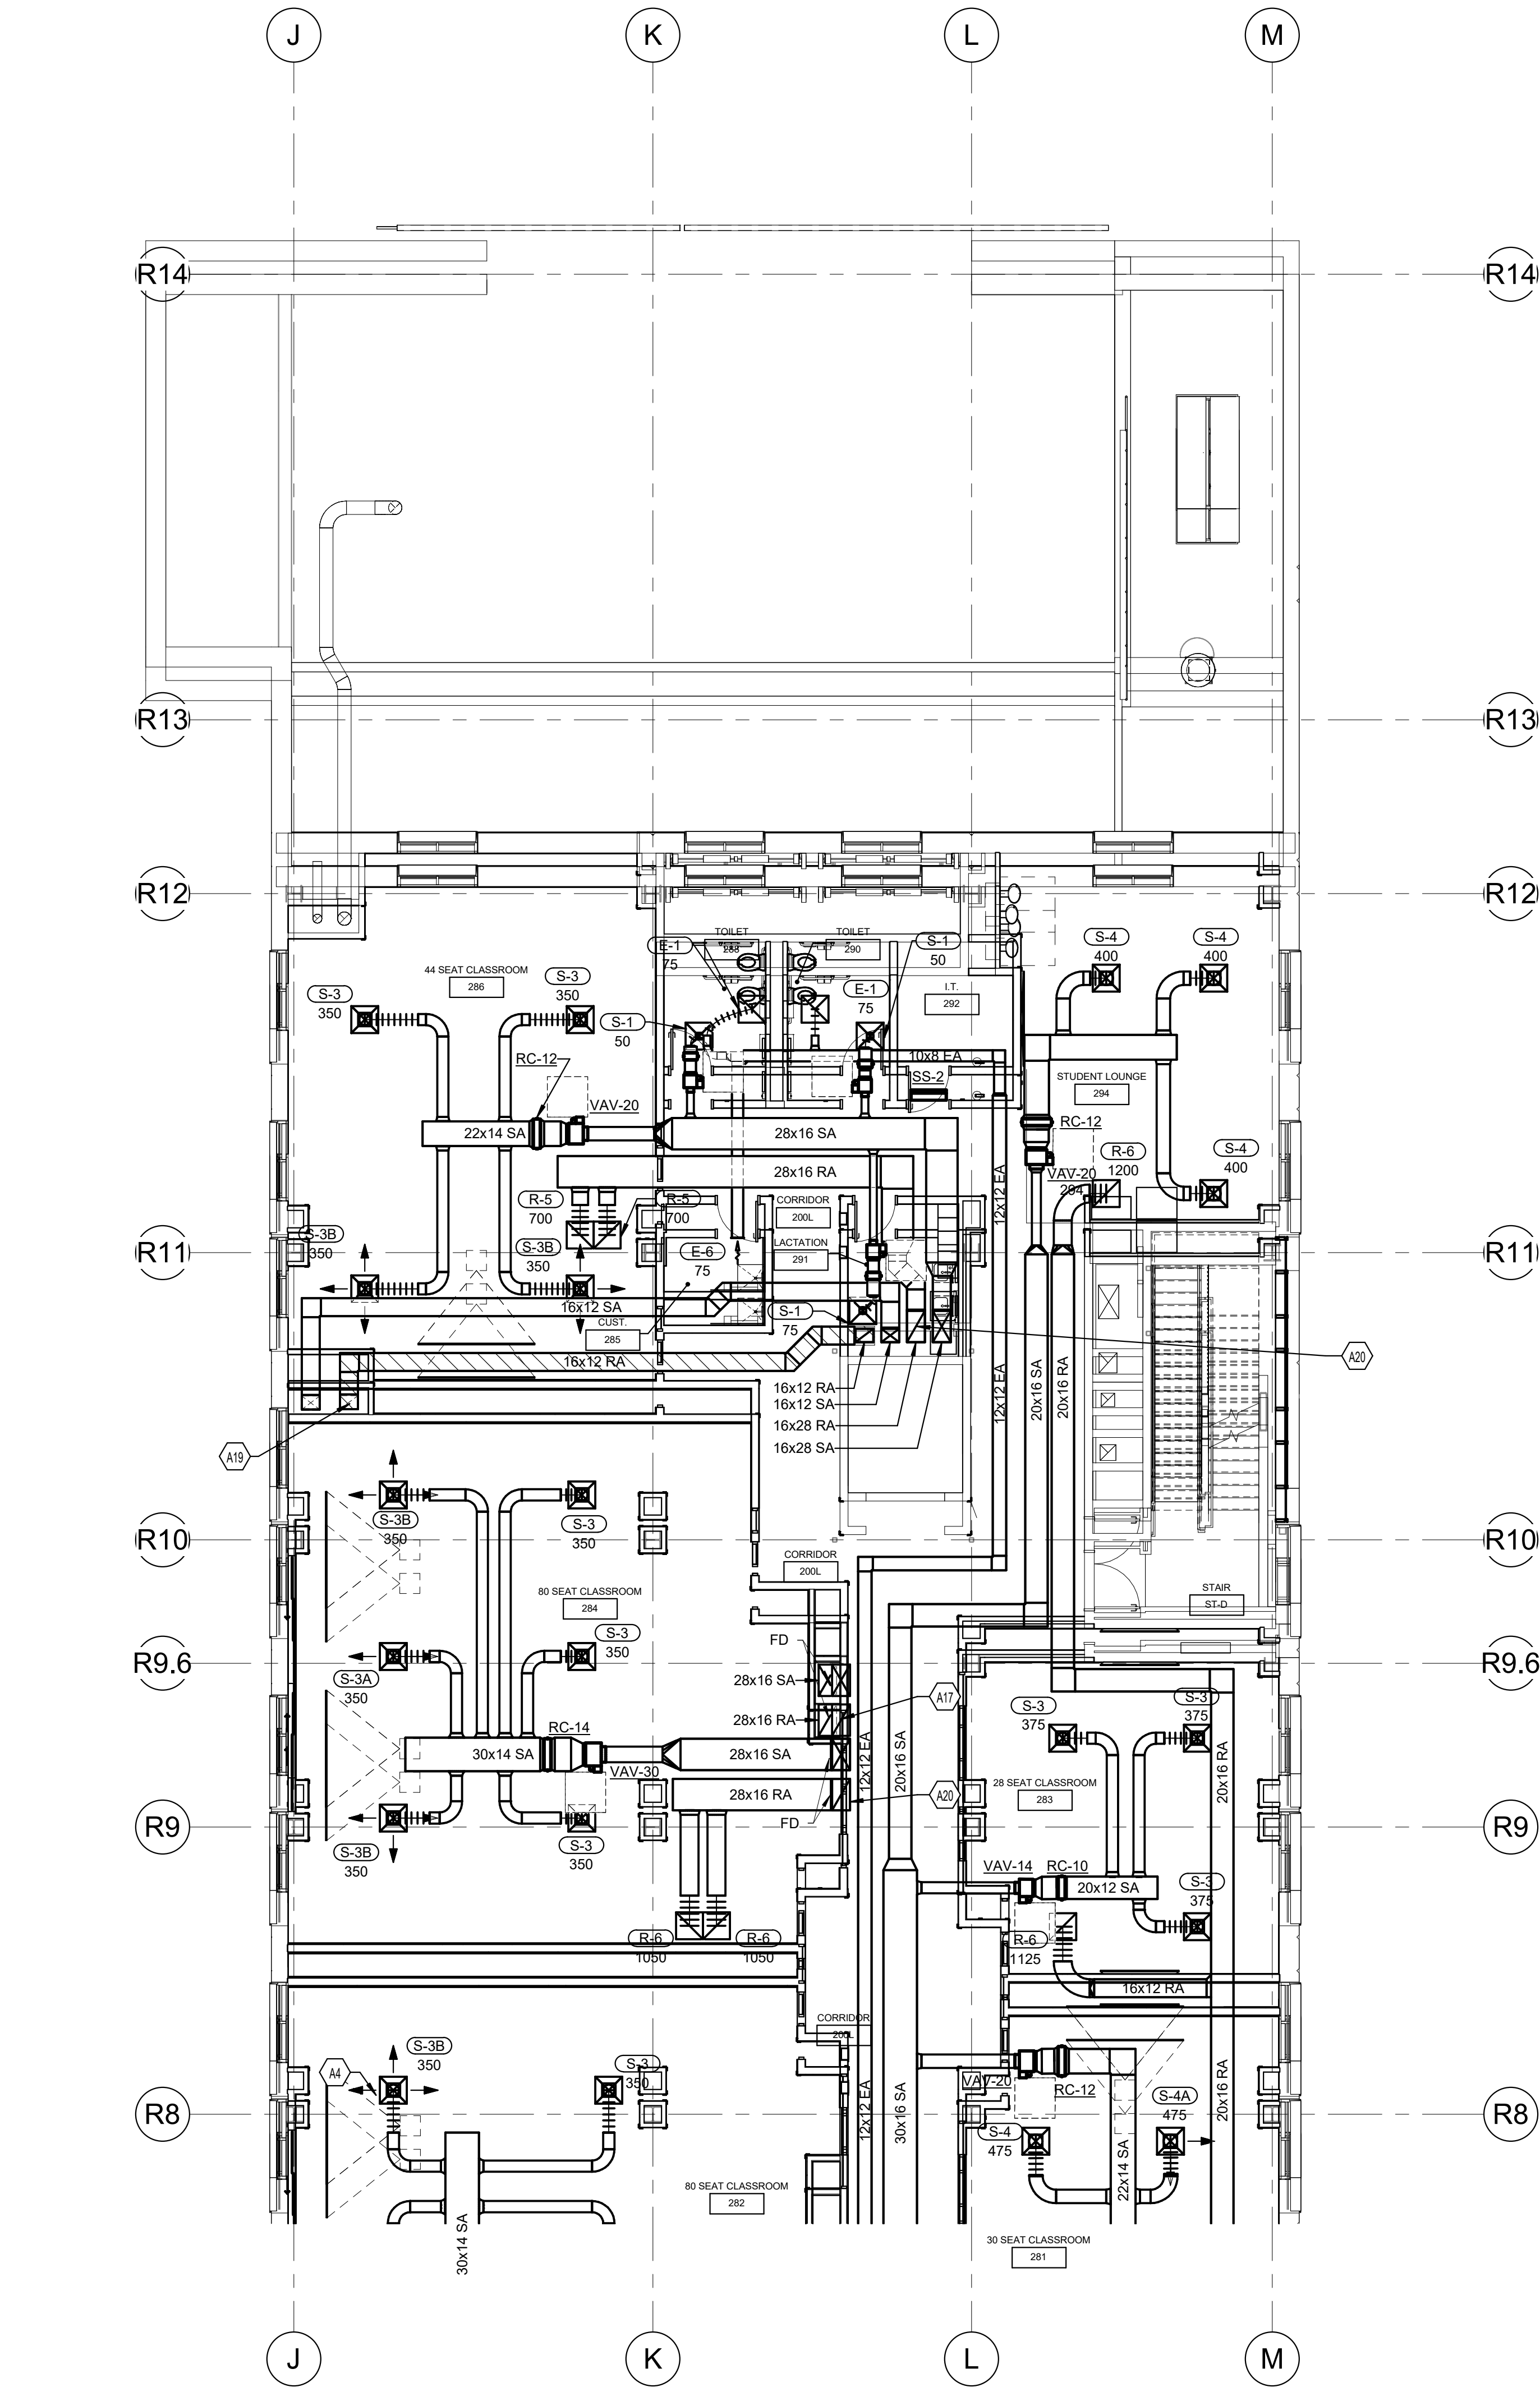 J
K
L
M
R14
R14
R13
R13
R12
R12
TOILET
288
TOILET
290
E-1
75
S-1
50
S-4
400
S-4
400
44 SEAT CLASSROOM
286
S-3
350
S-3
350
I.T.
292
E-1
75
S-1
50
RC-12
10x8 EA
SS-2
STUDENT LOUNGE
294
VAV-20
RC-12
22x14 SA
28x16 SA
R-6
1200
S-4
400
28x16 RA
VAV-20
294
12x12 EA
R-5
700
R-5
700
CORRIDOR
200L
S-3B
350
S-3B
350
R11
R11
E-6
75
LACTATION
291
16x12 SA
S-1
75
CUST.
285
16x12 RA
A20
16x12 RA
16x12 SA
16x28 RA
16x28 SA
12x12 EA
20x16 SA
20x16 RA
A19
S-3B
350
S-3
350
R10
R10
CORRIDOR
200L
80 SEAT CLASSROOM
284
STAIR
ST-D
S-3
350
FD
R9.6
R9.6
S-3A
350
28x16 SA
28x16 RA
A17
S-3
375
S-3
375
RC-14
30x14 SA
28x16 SA
VAV-30
12x12 EA
20x16 SA
20x16 RA
28 SEAT CLASSROOM
283
28x16 RA
A20
FD
R9
R9
S-3B
350
S-3
350
VAV-14
RC-10
20x12 SA
S-3
375
R-6
1050
R-6
1050
R-6
1125
16x12 RA
CORRIDOR
200L
S-3B
350
S-3
350
A4
VAV-20
RC-12
12x12 EA
30x16 SA
20x16 RA
S-4A
475
R8
R8
S-4
475
22x14 SA
80 SEAT CLASSROOM
282
30x14 SA
30 SEAT CLASSROOM
281
J
K
L
M